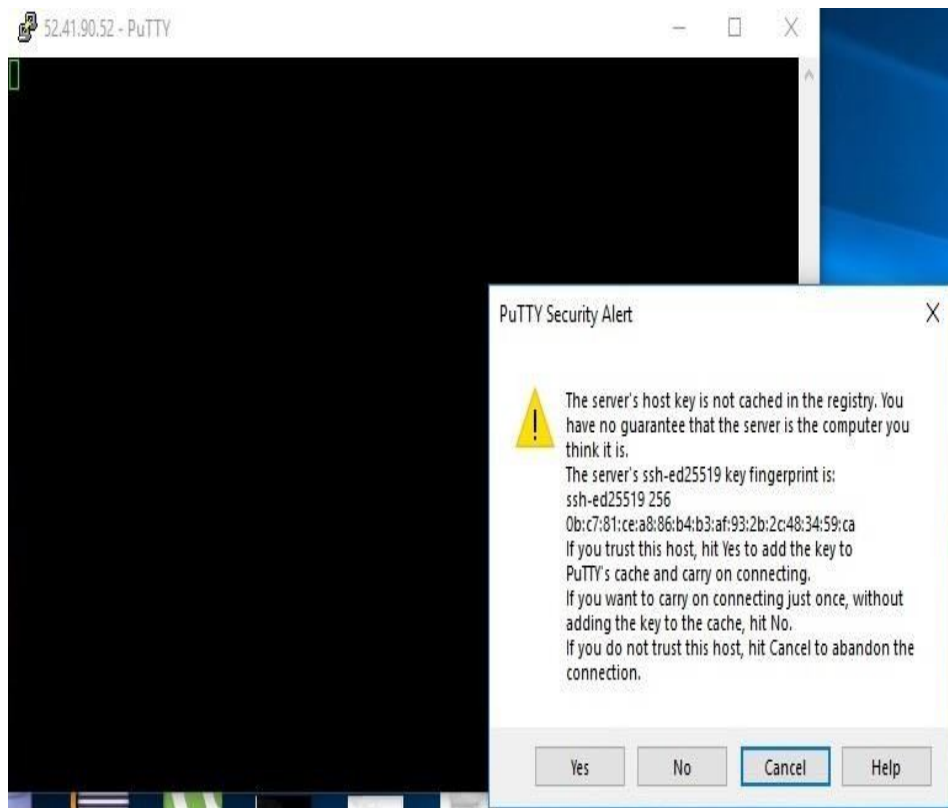 52.41.90.52 - PuTTY
PuTTY Security Alert
The server's host key is not cached in the registry. You
have no guarantee that the server is the computer you
think it is.
The server's ssh-ed25519 key fingerprint is:
ssh-ed25519 256
0b:c7:81:ce:a8:86:b4:b3:af:93:2b:2c:48:34:59:ca
If you trust this host, hit Yes to add the key to
PuTTY's cache and carry on connecting.
If you want to carry on connecting just once, without
adding the key to the cache, hit No.
If you do not trust this host, hit Cancel to abandon the
connection.
Yes No Cancel Help